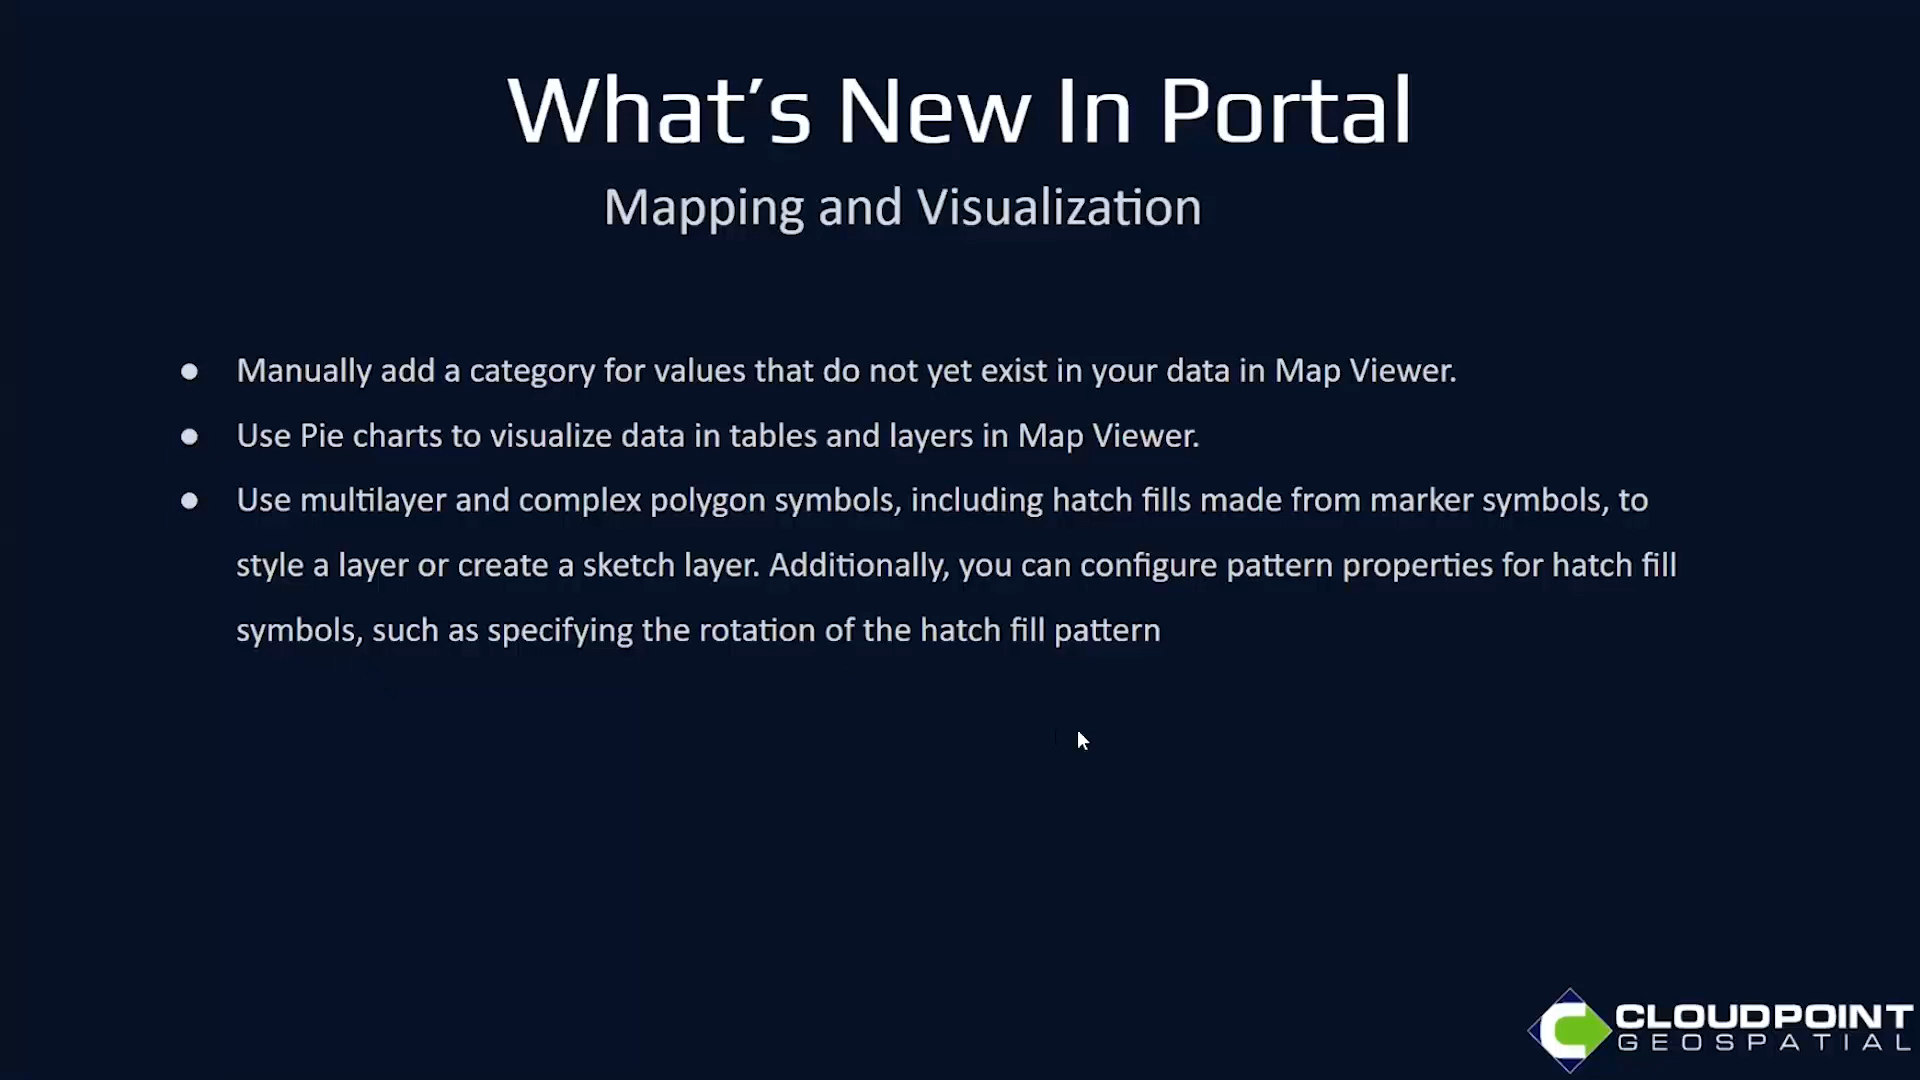 What's New In Portal
Mapping and Visualization
● Manually add a category for values that do not yet exist in your data in Map Viewer.
● Use Pie charts to visualize data in tables and layers in Map Viewer.
● Use multilayer and complex polygon symbols, including hatch fills made from marker symbols, to
style a layer or create a sketch layer. Additionally, you can configure pattern properties for hatch fill
symbols, such as specifying the rotation of the hatch fill pattern
CLOUDPOINT
GEOSPATIAL